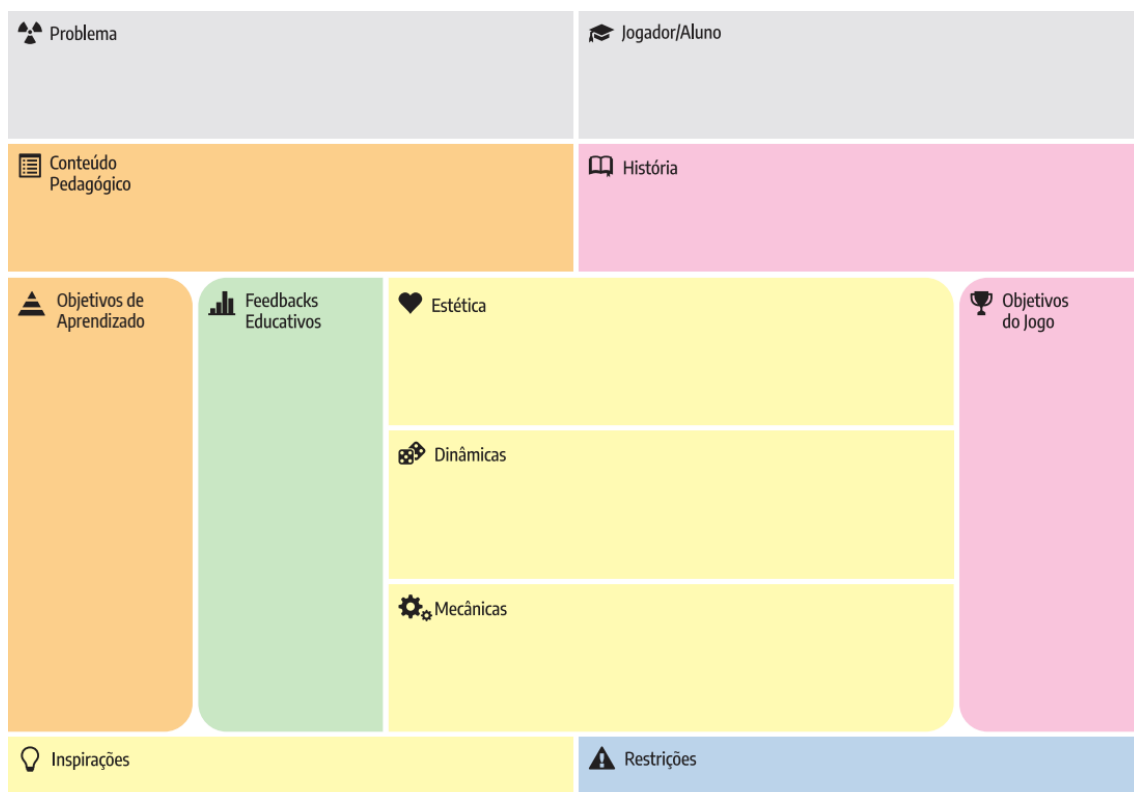 Problema
Jogador/Aluno
Conteúdo
Pedagógico
História
Objetivos de
Aprendizado
Feedbacks
Educativos
Estética
Dinâmicas
Mecânicas
Objetivos
do Jogo
Inspirações
Restrições